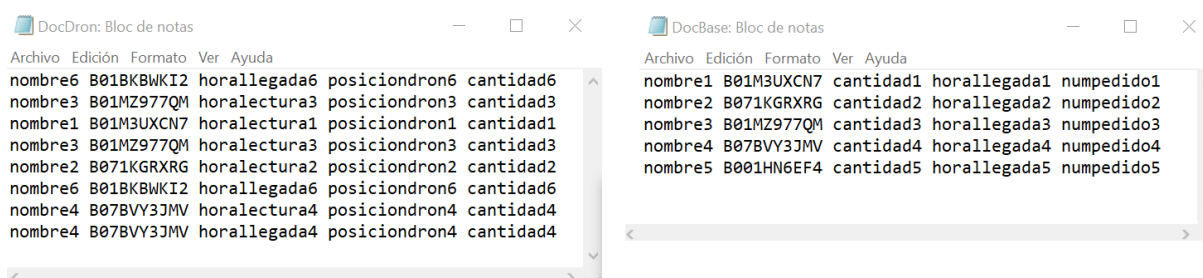 DocDron: Bloc de notas
Archivo Edición Formato Ver Ayuda
nombre6 B01BKBWKI2 horallegada6 posiciondron6 cantidad6
nombre3 B01MZ977QM horalectura3 posiciondron3 cantidad3
nombre1 B01M3UXCN7 horalectura1 posiciondron1 cantidad1
nombre3 B01MZ977QM horalectura3 posiciondron3 cantidad3
nombre2 B071KGRXRG horalectura2 posiciondron2 cantidad2
nombre6 B01BKBWKI2 horallegada6 posiciondron6 cantidad6
nombre4 B07BVY3JMV horalectura4 posiciondron4 cantidad4
nombre4 B07BVY3JMV horallegada4 posiciondron4 cantidad4
DocBase: Bloc de notas
Archivo Edición Formato Ver Ayuda
nombre1 B01M3UXCN7 cantidad1 horallegada1 numpedido1
nombre2 B071KGRXRG cantidad2 horallegada2 numpedido2
nombre3 B01MZ977QM cantidad3 horallegada3 numpedido3
nombre4 B07BVY3JMV cantidad4 horallegada4 numpedido4
nombre5 B001HN6EF4 cantidad5 horallegada5 numpedido5